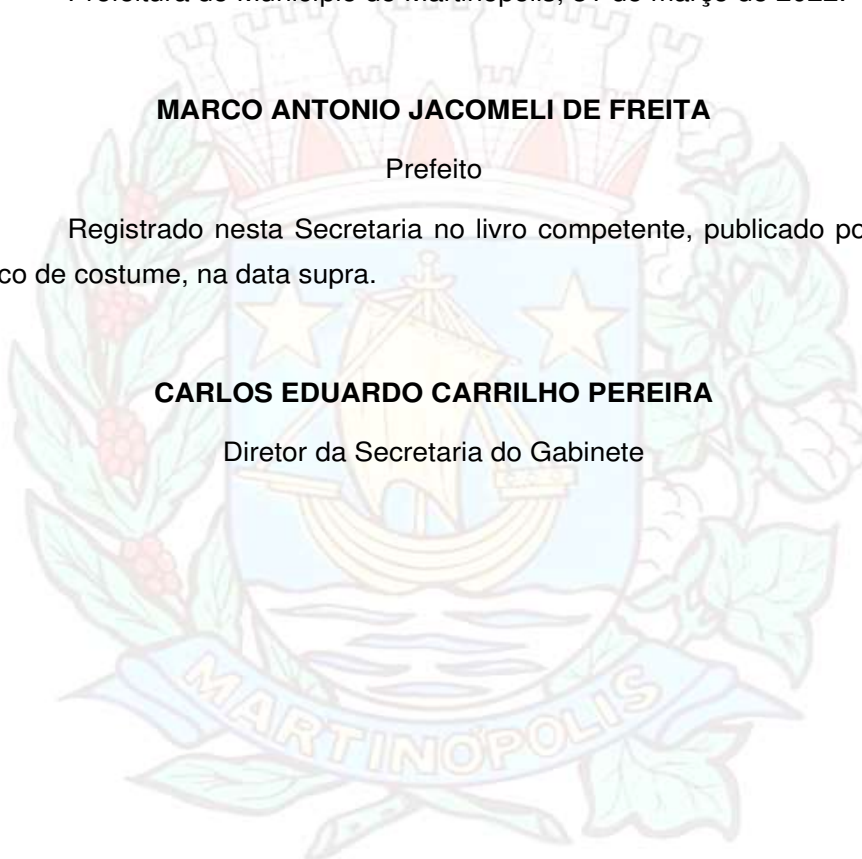 MARCO ANTONIO JACOMELI DE FREITA
Prefeito
Registrado nesta Secretaria no livro competente, publicado po
co de costume, na data supra.
CARLOS EDUARDO CARRILHO PEREIRA
Diretor da Secretaria do Gabinete
MARTINÓPOLIS